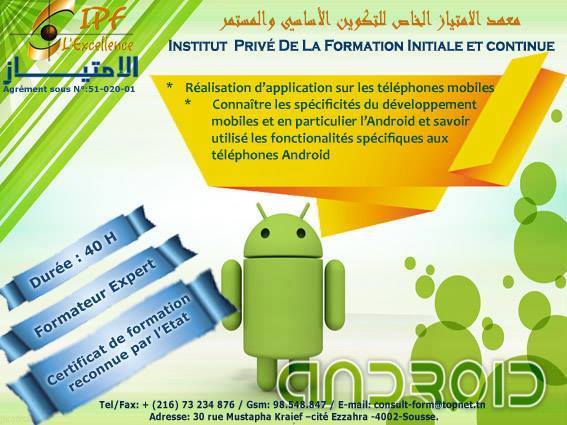 IPF
L'Excellence
الامتياز
Agrément sous N°:51-020-01
معهد الامتياز الخاص للتكوين الأساسي والمستمر
INSTITUT PRIVÉ DE LA FORMATION INITIALE ET CONTINUE
* Réalisation d'application sur les téléphones mobiles
* Connaître les spécificités du développement
mobiles et en particulier l'Android et savoir
utilisé les fonctionalités spécifiques aux
téléphones Android
Durée : 40 H
Formateur Expert
Certificat de formation
reconnue par l'Etat
ANDROID
Tel/Fax: + (216) 73 234 876 / Gsm: 98.548.847 / E-mail: consult-form@topnet.tn
Adresse: 30 rue Mustapha Kraief –cité Ezzahra -4002-Sousse.